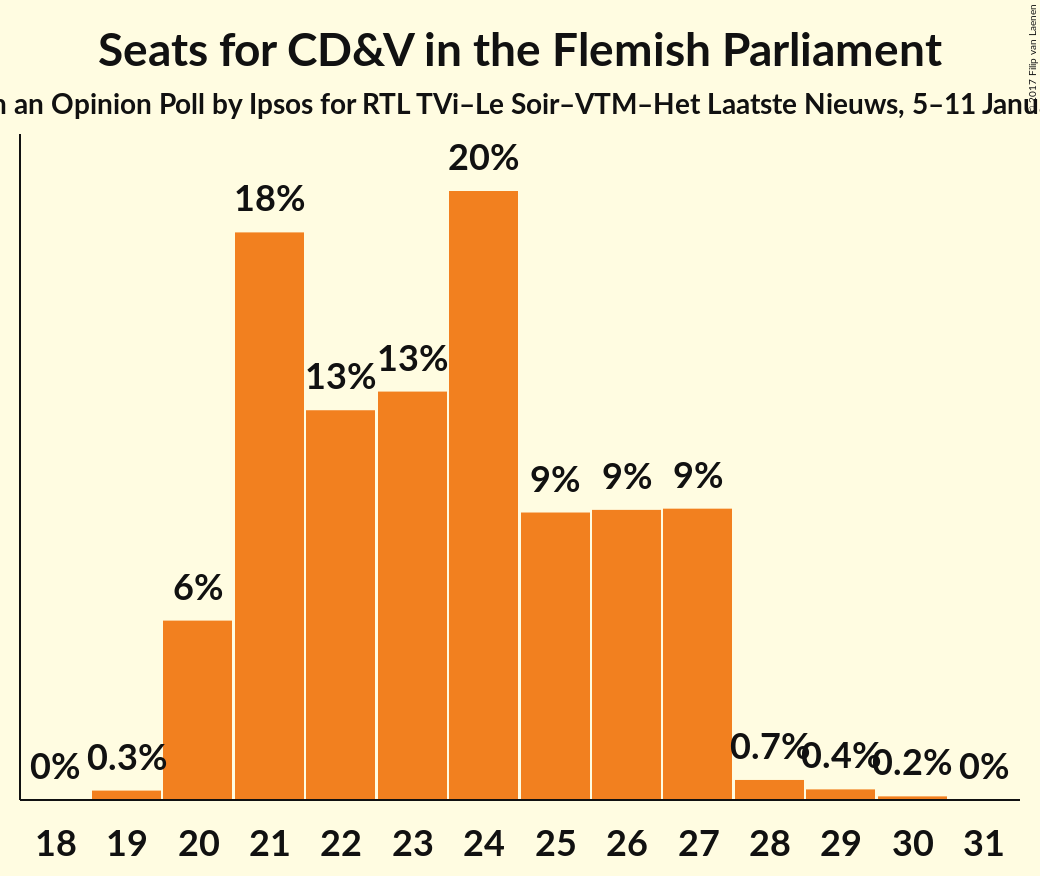 Seats for CD&V in the Flemish Parliament
an Opinion Poll by Ipsos for RTL TVi–Le Soir–VTM–Het Laatste Nieuws, 5–11
© 2017 Filip van Laenen
20%
18%
13% 13%
9% 9% 9%
6%
0% 0.3% 0.7% 0.4% 0.2% 0%
18 19 20 21 22 23 24 25 26 27 28 29 30 31